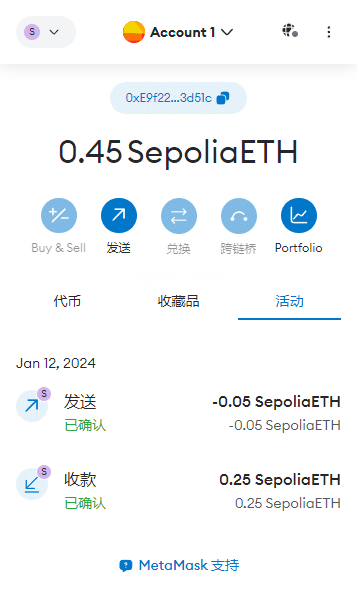 S
Account 1
0xE9f22...3d51c
0.45 SepoliaETH
Buy & Sell 发送 兑换 跨链桥 Portfolio
代币 收藏品 活动
Jan 12, 2024
S 发送 -0.05 SepoliaETH
已确认 -0.05 SepoliaETH
S 收款 0.25 SepoliaETH
已确认 0.25 SepoliaETH
MetaMask 支持